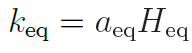 k_eq = a_eq H_eq